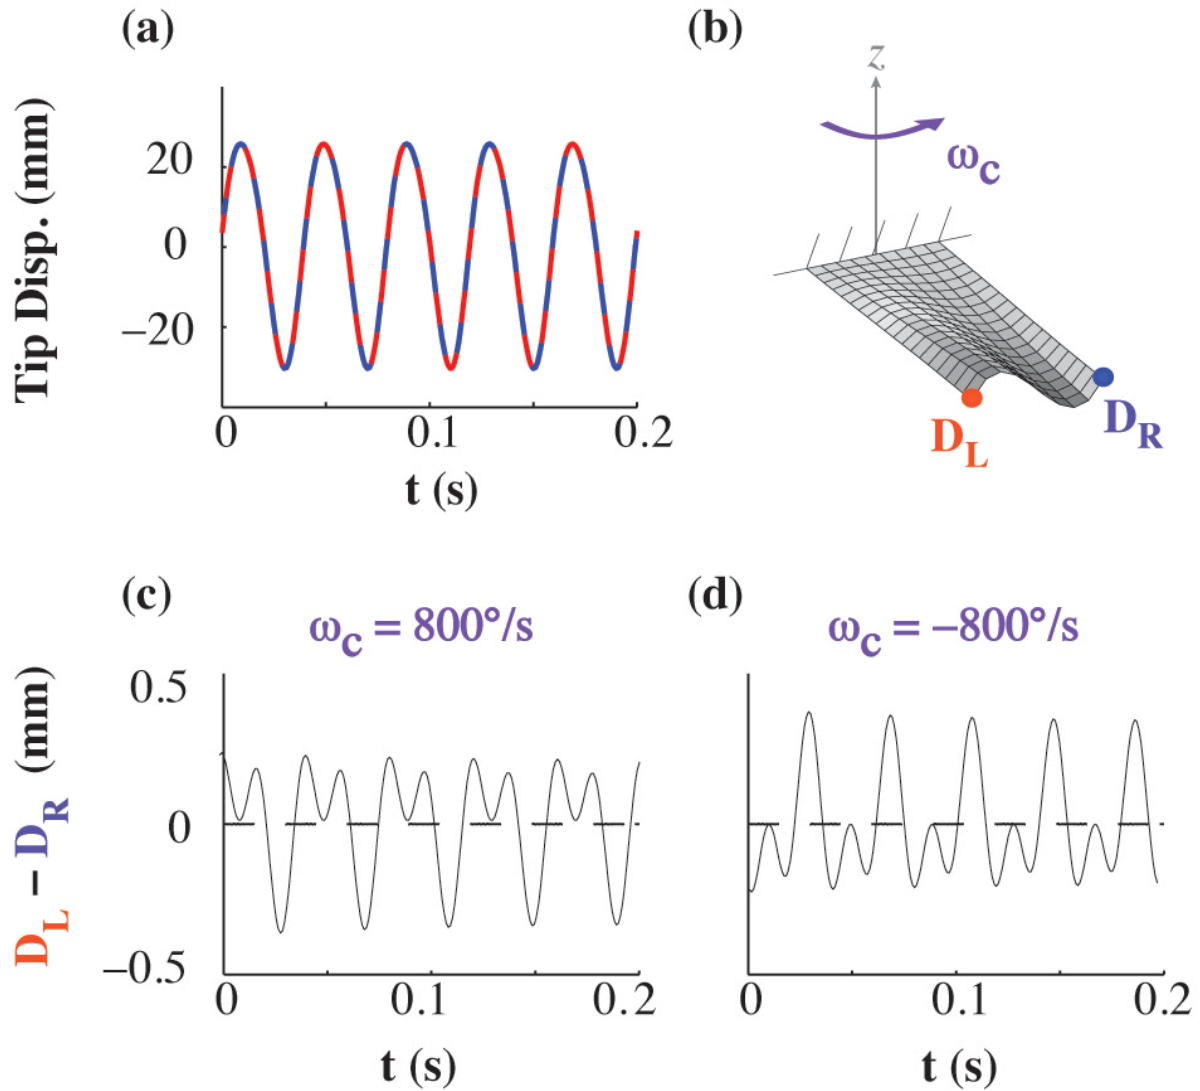 (a)
(b)
Tip Disp. (mm)
20
0
−20
0
0.1
0.2
t (s)
z
ωc
DL
DR
(c)
(d)
ωc = 800°/s
ωc = −800°/s
DL − DR (mm)
0.5
0
−0.5
0
0.1
0.2
t (s)
0
0.1
0.2
t (s)